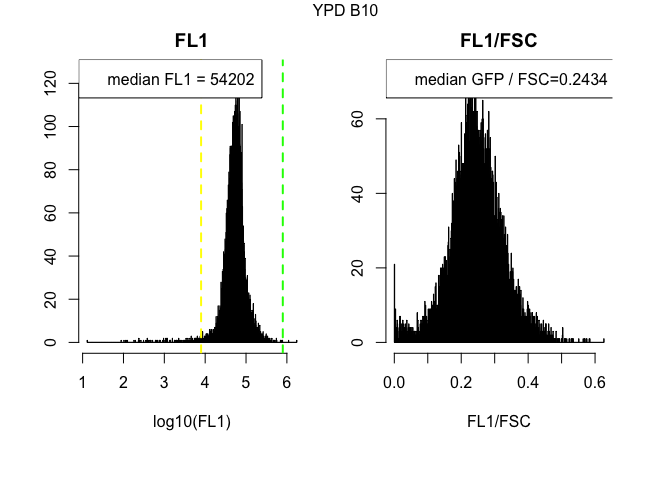 YPD B10
FL1
median FL1 = 54202
0
20
40
60
80
100
120
1 2 3 4 5 6
log10(FL1)
FL1/FSC
median GFP / FSC=0.2434
0
20
40
60
0.0 0.2 0.4 0.6
FL1/FSC